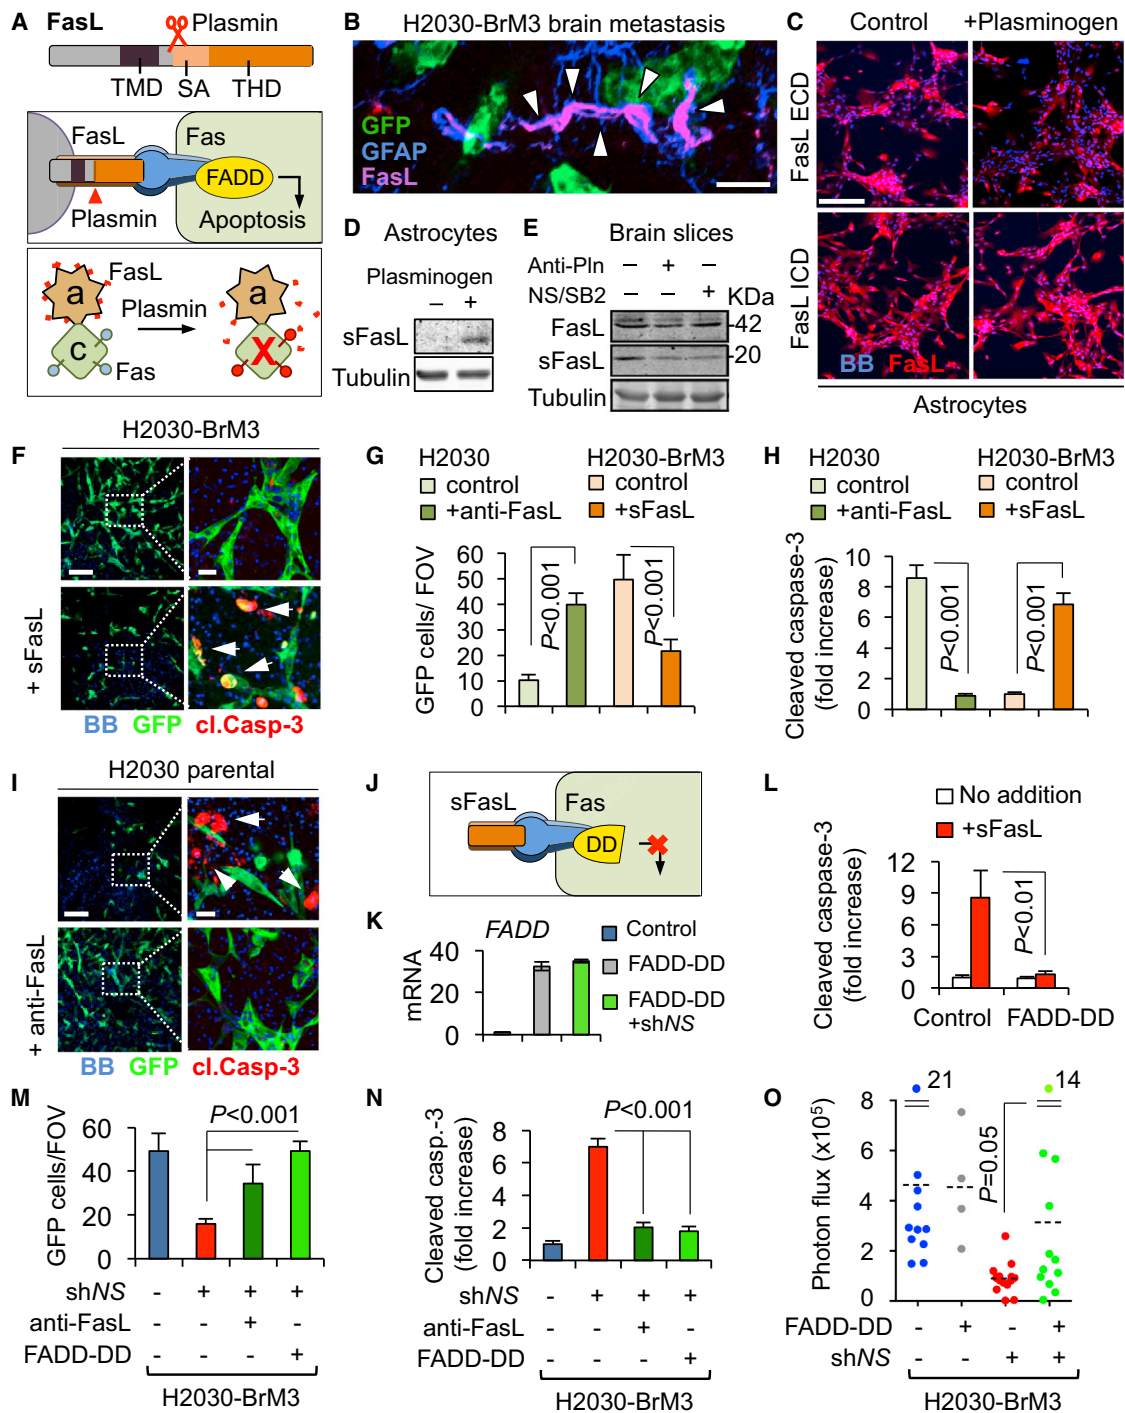 A FasL
Plasmin
TMD SA THD
FasL Fas
FADD
Plasmin
Apoptosis
FasL
a Plasmin a
c X
Fas
B H2030-BrM3 brain metastasis
GFP
GFAP
FasL
C Control +Plasminogen
FasL ECD
FasL ICD
BB FasL
Astrocytes
D Astrocytes
Plasminogen
– +
sFasL
Tubulin
E Brain slices
Anti-Pln – + –
NS/SB2 – – + KDa
FasL -42
sFasL -20
Tubulin
F H2030-BrM3
+ sFasL
BB GFP cl.Casp-3
G H2030 H2030-BrM3
control control
+anti-FasL +sFasL
GFP cells/ FOV
60
50
40
30
20
10
0
P<0.001
P<0.001
H H2030 H2030-BrM3
control control
+anti-FasL +sFasL
Cleaved caspase-3
(fold increase)
10
8
6
4
2
0
P<0.001
P<0.001
I H2030 parental
+ anti-FasL
BB GFP cl.Casp-3
J
sFasL Fas
DD
K FADD
mRNA
40
20
0
Control
FADD-DD
FADD-DD
+shNS
L No addition
+sFasL
Cleaved caspase-3
(fold increase)
12
9
6
3
0
P<0.01
Control FADD-DD
M P<0.001
GFP cells/FOV
60
40
20
0
shNS - + + +
anti-FasL - - + -
FADD-DD - - - +
H2030-BrM3
N P<0.001
Cleaved casp.-3
(fold increase)
8
6
4
2
0
shNS - + + +
anti-FasL - - + -
FADD-DD - - - +
H2030-BrM3
O 21 14
Photon flux (x10⁵)
8
6
4
2
0
P=0.05
FADD-DD - + - +
shNS - - + +
H2030-BrM3